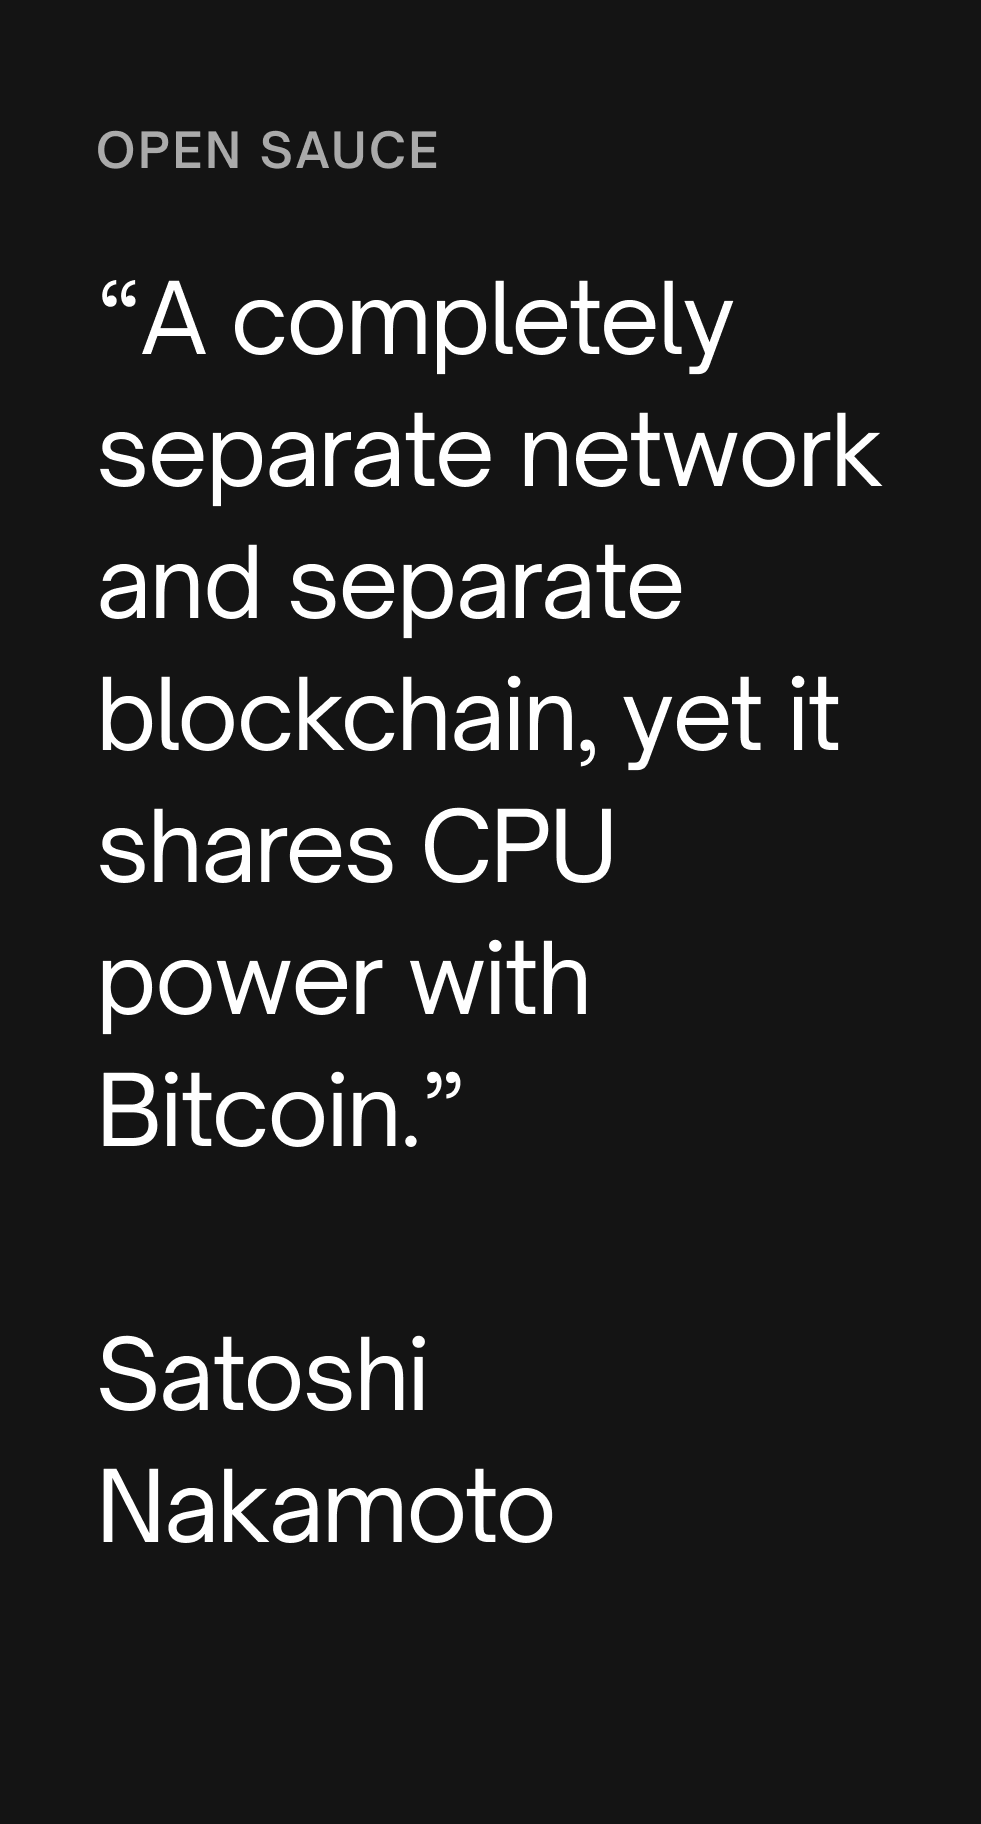 OPEN SAUCE
“A completely
separate network
and separate
blockchain, yet it
shares CPU
power with
Bitcoin.”
Satoshi
Nakamoto